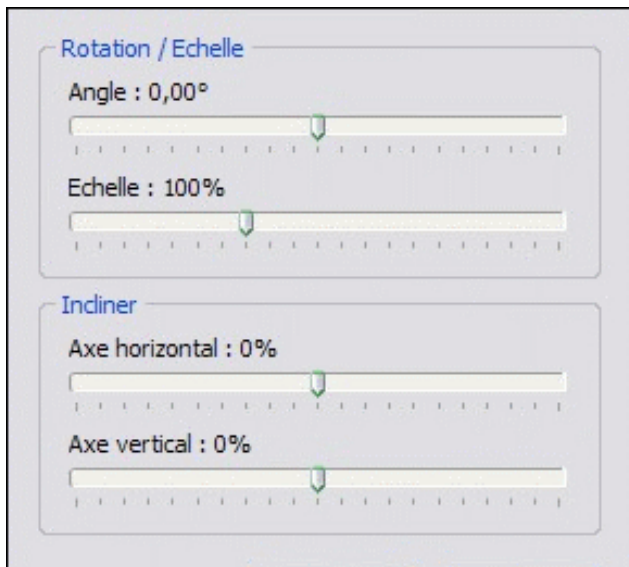 Rotation / Echelle
Angle : 0,00°
Echelle : 100%
Incliner
Axe horizontal : 0%
Axe vertical : 0%